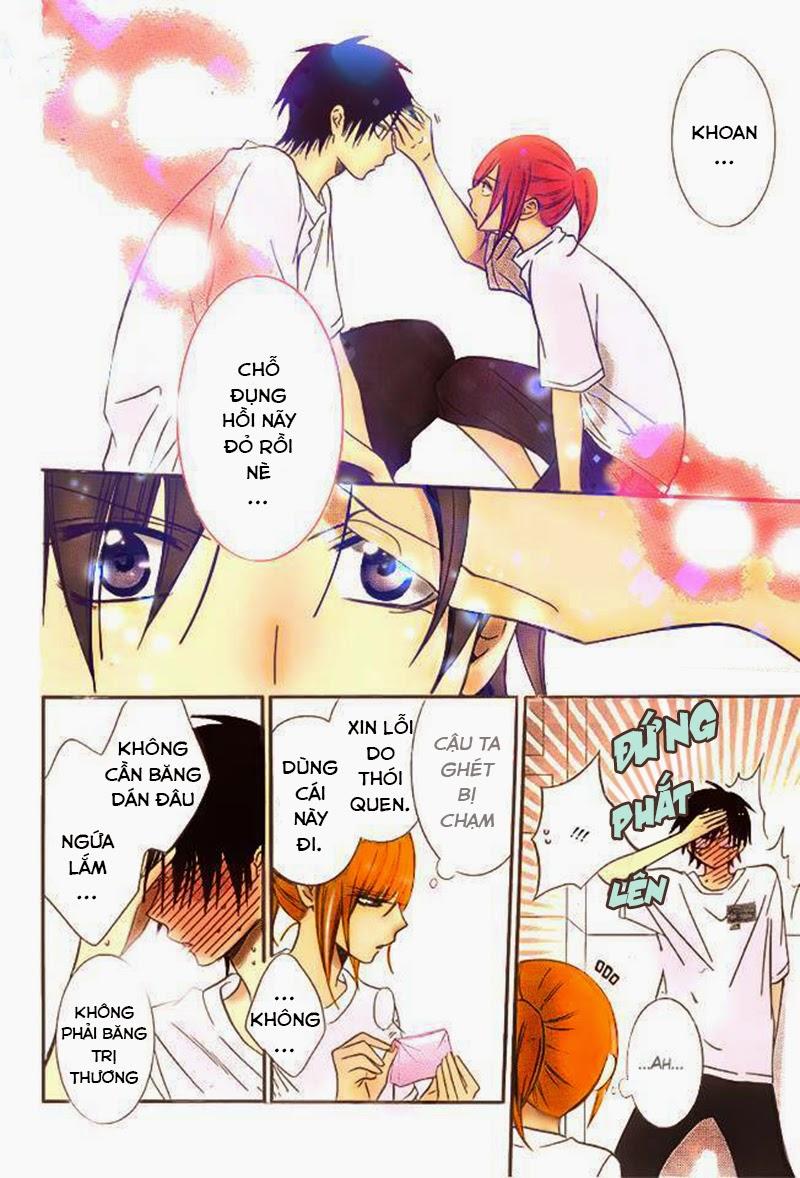 KHOAN
...
CHỖ
ĐỤNG
HỒI NÃY
ĐỎ RỒI
NÈ
...
ĐỨNG
PHẮT
LÊN
!!!
...AH...
CẬU TA
GHÉT
BỊ
CHẠM
XIN LỖI
DO
THÓI
QUEN.
DÙNG
CÁI
NÀY
ĐI.
...
KHÔNG
...
KHÔNG
CẦN BĂNG
DÁN ĐÂU
NGỨA
LẮM
...
KHÔNG
PHẢI BĂNG
TRỊ
THƯƠNG